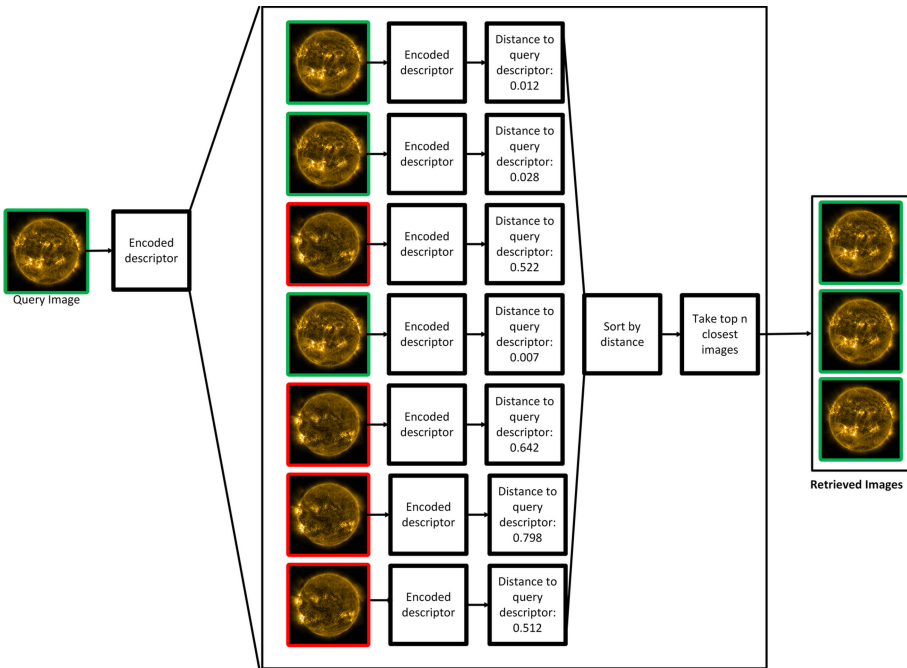 Query Image
Encoded
descriptor
Encoded
descriptor
Distance to
query
descriptor:
0.012
Encoded
descriptor
Distance to
query
descriptor:
0.028
Encoded
descriptor
Distance to
query
descriptor:
0.522
Encoded
descriptor
Distance to
query
descriptor:
0.007
Encoded
descriptor
Distance to
query
descriptor:
0.642
Encoded
descriptor
Distance to
query
descriptor:
0.798
Encoded
descriptor
Distance to
query
descriptor:
0.512
Sort by
distance
Take top n
closest
images
Retrieved Images